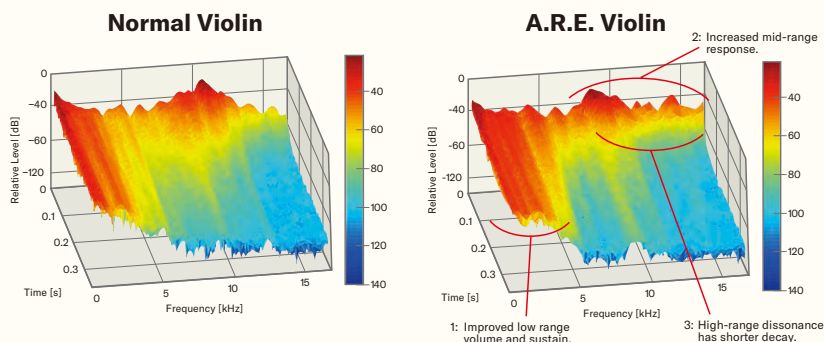 Normal Violin
A.R.E. Violin
2: Increased mid-range
response.
0
−40
−60
−120
0
0.1
0.2
0.3
Relative Level [dB]
Time [s]
0
5
10
15
Frequency [kHz]
40
−60
−80
−100
−120
−140
0
−40
-60
-120
0
0.1
0.2
0.3
Relative Level [dB]
Time [s]
0
5
10
15
Frequency [kHz]
−40
−60
−80
−100
−120
−140
1: Improved low range
volume and sustain.
3: High-range dissonance
has shorter decay.